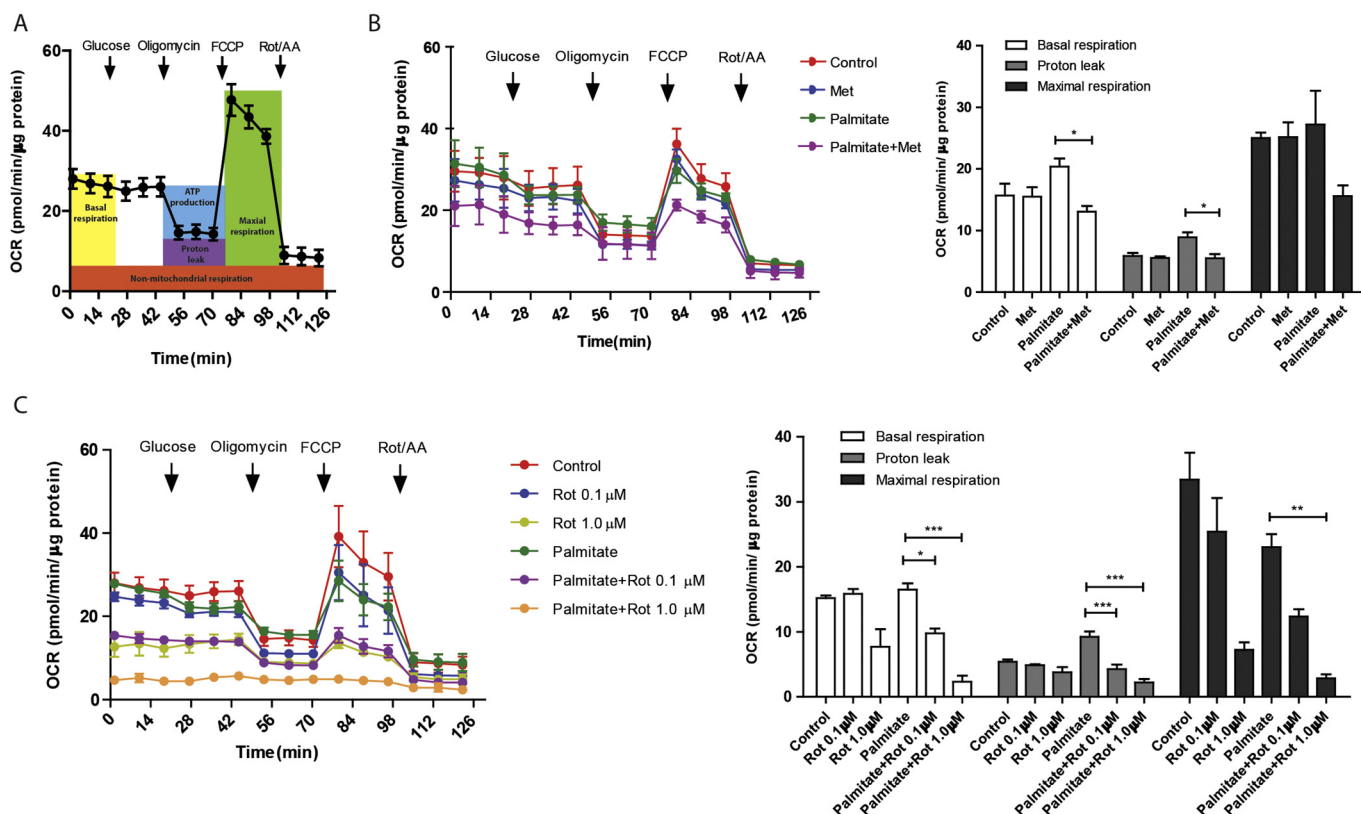 A
Glucose Oligomycin FCCP Rot/AA
OCR (pmol/min/µg protein)
60
40
20
0
Basal respiration
ATP production
Proton leak
Maxial respiration
Non-mitochondrial respiration
0 14 28 42 56 70 84 98 112 126
Time(min)
B
Glucose Oligomycin FCCP Rot/AA
OCR (pmol/min/µg protein)
60
40
20
0
0 14 28 42 56 70 84 98 112 126
Time(min)
Control
Met
Palmitate
Palmitate+Met
OCR (pmol/min/µg protein)
40
30
20
10
0
Basal respiration
Proton leak
Maximal respiration
*
*
Control Met Palmitate Palmitate+Met Control Met Palmitate Palmitate+Met Control Met Palmitate Palmitate+Met
C
Glucose Oligomycin FCCP Rot/AA
OCR (pmol/min/µg protein)
60
40
20
0
0 14 28 42 56 70 84 98 112 126
Time(min)
Control
Rot 0.1 µM
Rot 1.0 µM
Palmitate
Palmitate+Rot 0.1 µM
Palmitate+Rot 1.0 µM
OCR (pmol/min/ µg protein)
40
30
20
10
0
Basal respiration
Proton leak
Maximal respiration
***
*
***
***
**
Control Rot 0.1µM Rot 1.0µM Palmitate Palmitate+Rot 0.1µM Palmitate+Rot 1.0µM Control Rot 0.1µM Rot 1.0µM Palmitate Palmitate+Rot 0.1µM Palmitate+Rot 1.0µM Control Rot 0.1µM Rot 1.0µM Palmitate Palmitate+Rot 0.1µM Palmitate+Rot 1.0µM